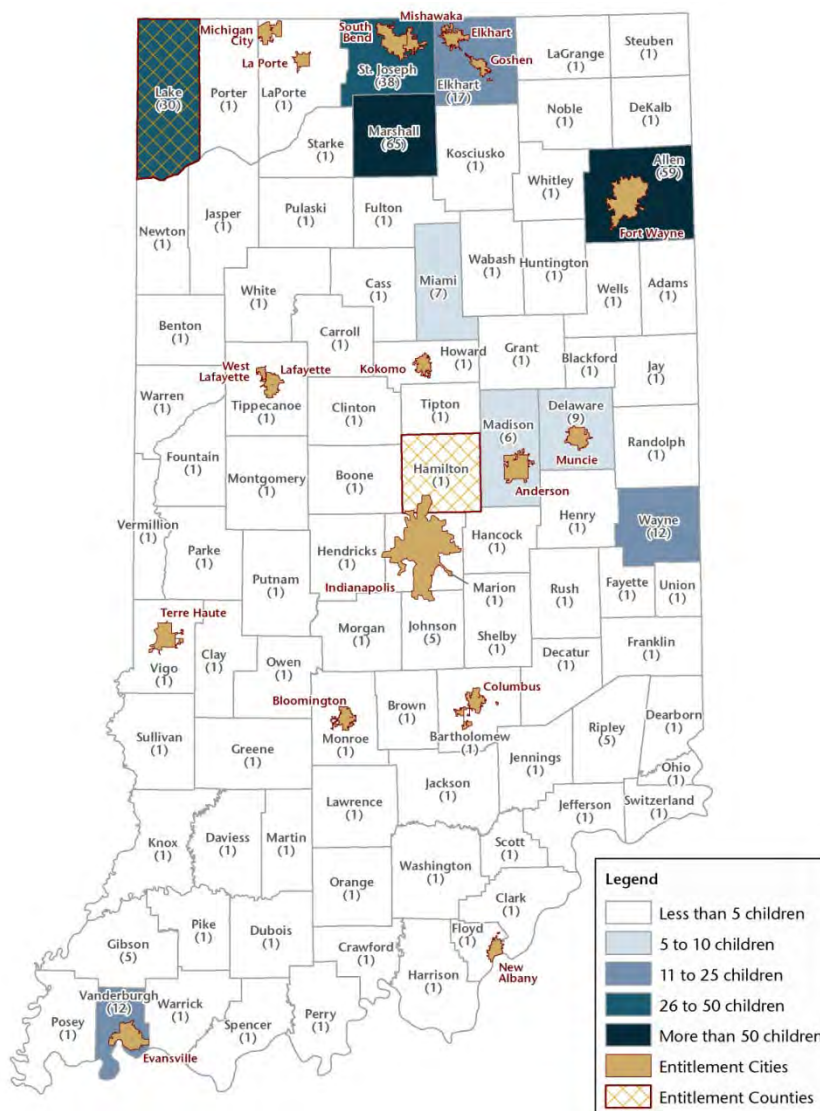 Michigan
City
La Porte
South
Bend
Mishawaka
Elkhart
Goshen
LaGrange
(1)
Steuben
(1)
Lake
(30)
Porter
(1)
LaPorte
(1)
St. Joseph
(38)
Elkhart
(17)
Noble
(1)
DeKalb
(1)
Starke
(1)
Marshall
(65)
Kosciusko
(1)
Whitley
(1)
Allen
(59)
Fort Wayne
Newton
(1)
Jasper
(1)
Pulaski
(1)
Fulton
(1)
Miami
(7)
Wabash
(1)
Huntington
(1)
Wells
(1)
Adams
(1)
White
(1)
Cass
(1)
Benton
(1)
Carroll
(1)
Howard
(1)
Kokomo
Grant
(1)
Blackford
(1)
Jay
(1)
West
Lafayette
Lafayette
Tippecanoe
(1)
Warren
(1)
Clinton
(1)
Tipton
(1)
Madison
(6)
Anderson
Delaware
(9)
Muncie
Randolph
(1)
Fountain
(1)
Montgomery
(1)
Boone
(1)
Hamilton
(1)
Vermillion
(1)
Parke
(1)
Putnam
(1)
Hendricks
(1)
Indianapolis
Marion
(1)
Hancock
(1)
Henry
(1)
Wayne
(12)
Rush
(1)
Fayette
(1)
Union
(1)
Terre Haute
Vigo
(1)
Clay
(1)
Owen
(1)
Morgan
(1)
Johnson
(5)
Shelby
(1)
Decatur
(1)
Franklin
(1)
Bloomington
Monroe
(1)
Brown
(1)
Columbus
Bartholomew
(1)
Sullivan
(1)
Greene
(1)
Jennings
(1)
Ripley
(5)
Dearborn
(1)
Ohio
(1)
Jackson
(1)
Lawrence
(1)
Jefferson
(1)
Switzerland
(1)
Knox
(1)
Daviess
(1)
Martin
(1)
Scott
(1)
Washington
(1)
Orange
(1)
Clark
(1)
Pike
(1)
Dubois
(1)
Gibson
(5)
Crawford
(1)
Floyd
(1)
New
Albany
Harrison
(1)
Posey
(1)
Vanderburgh
(12)
Evansville
Warrick
(1)
Spencer
(1)
Perry
(1)
Legend
Less than 5 children
5 to 10 children
11 to 25 children
26 to 50 children
More than 50 children
Entitlement Cities
Entitlement Counties